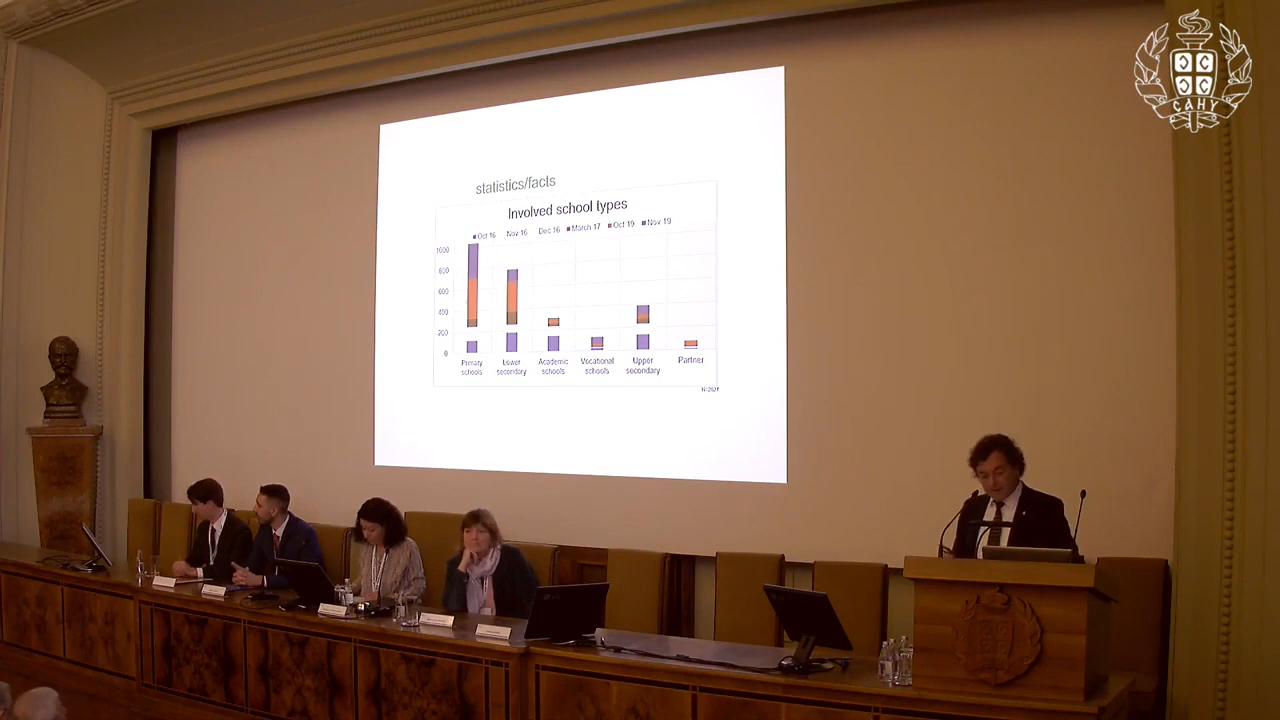 САНУ
statistics/facts
Involved school types
Oct 16 Nov 16 Dec 16 March 17 Oct 19 Nov 19
1000
800
600
400
200
0
Primary schools
Lower secondary
Academic schools
Vocational schools
Upper secondary
Partner